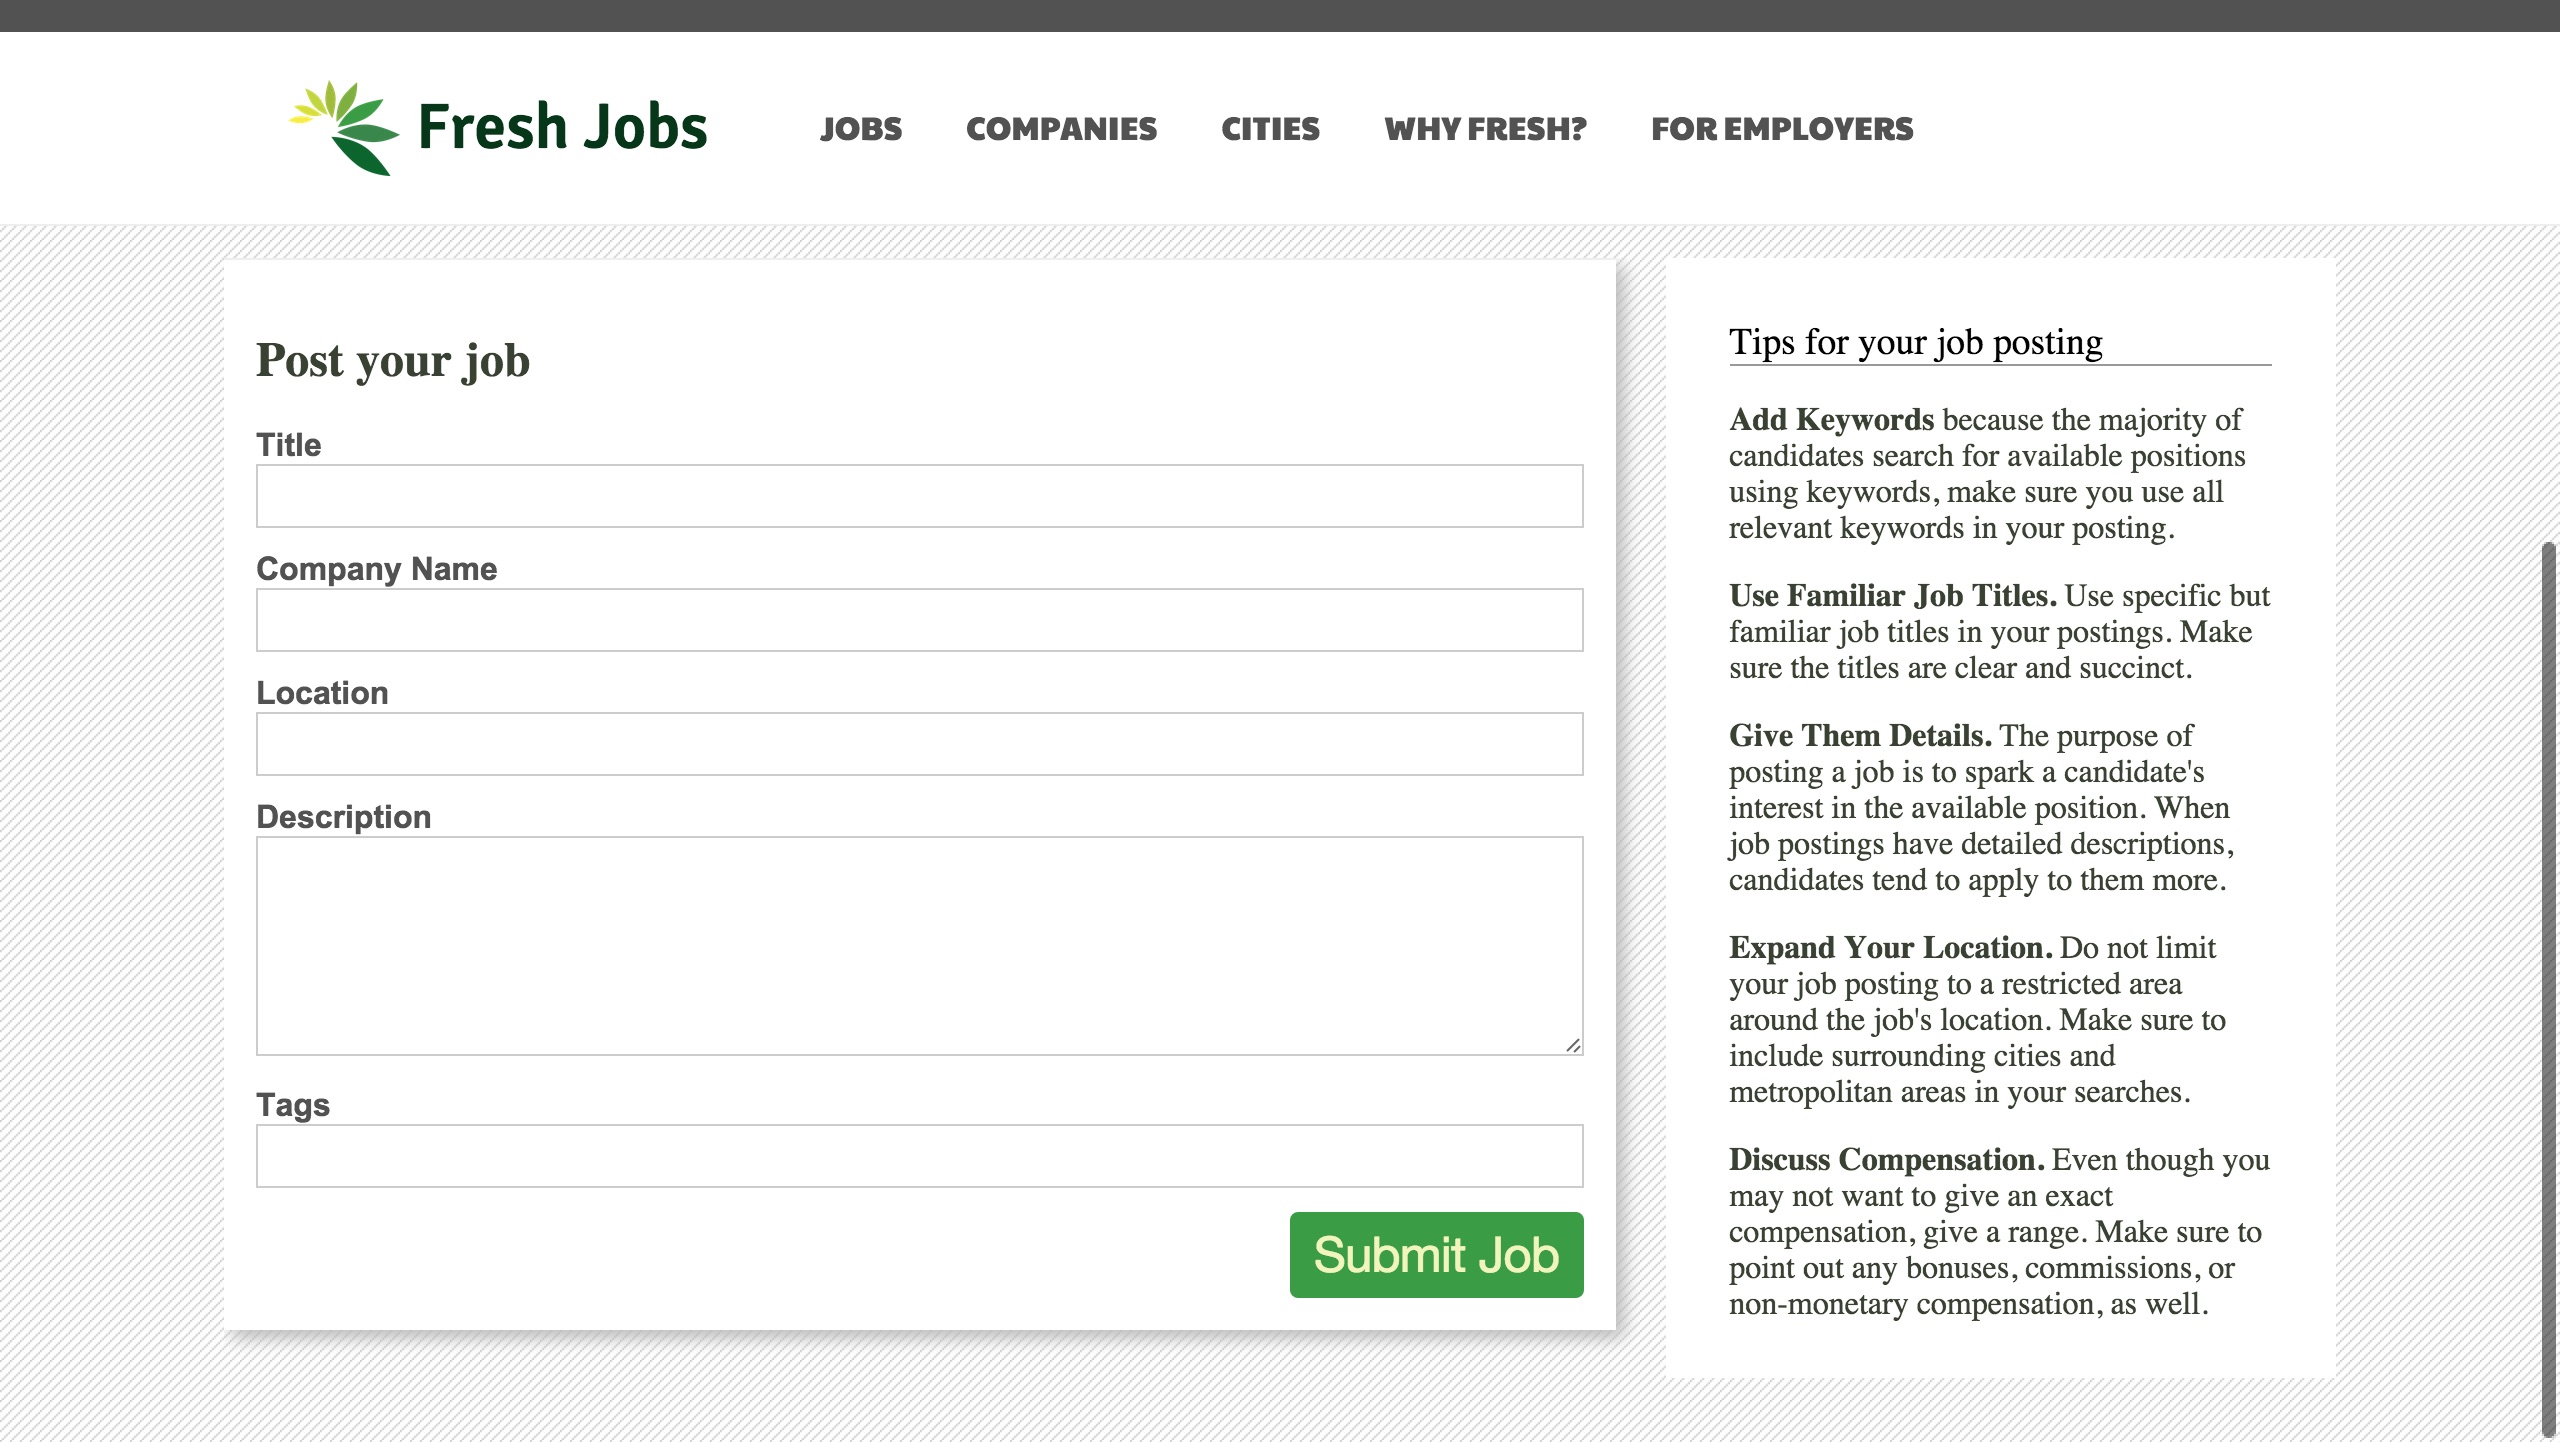 Fresh Jobs
JOBS COMPANIES CITIES WHY FRESH? FOR EMPLOYERS
Post your job
Title
Company Name
Location
Description
Tags
Submit Job
Tips for your job posting
Add Keywords because the majority of
candidates search for available positions
using keywords, make sure you use all
relevant keywords in your posting.
Use Familiar Job Titles. Use specific but
familiar job titles in your postings. Make
sure the titles are clear and succinct.
Give Them Details. The purpose of
posting a job is to spark a candidate's
interest in the available position. When
job postings have detailed descriptions,
candidates tend to apply to them more.
Expand Your Location. Do not limit
your job posting to a restricted area
around the job's location. Make sure to
include surrounding cities and
metropolitan areas in your searches.
Discuss Compensation. Even though you
may not want to give an exact
compensation, give a range. Make sure to
point out any bonuses, commissions, or
non-monetary compensation, as well.